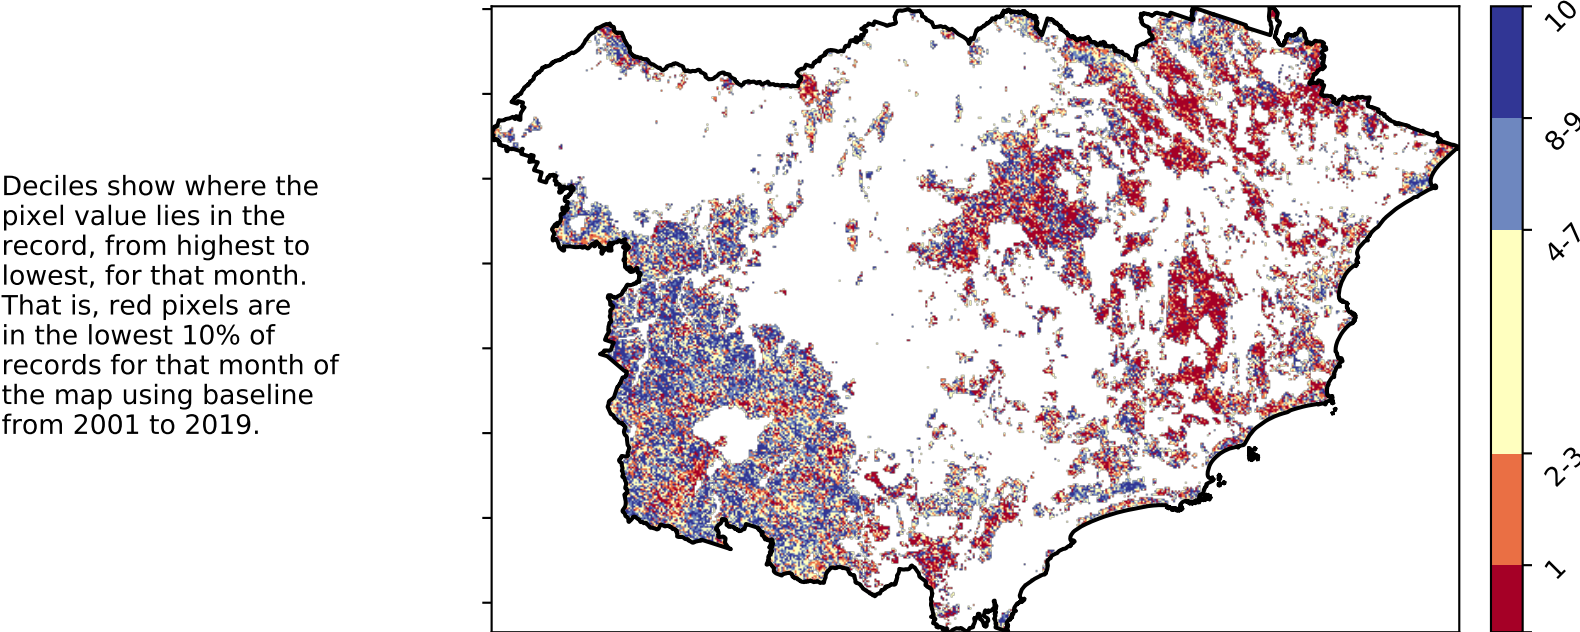 Deciles show where the
pixel value lies in the
record, from highest to
lowest, for that month.
That is, red pixels are
in the lowest 10% of
records for that month of
the map using baseline
from 2001 to 2019.
10
8-9
4-7
2-3
1